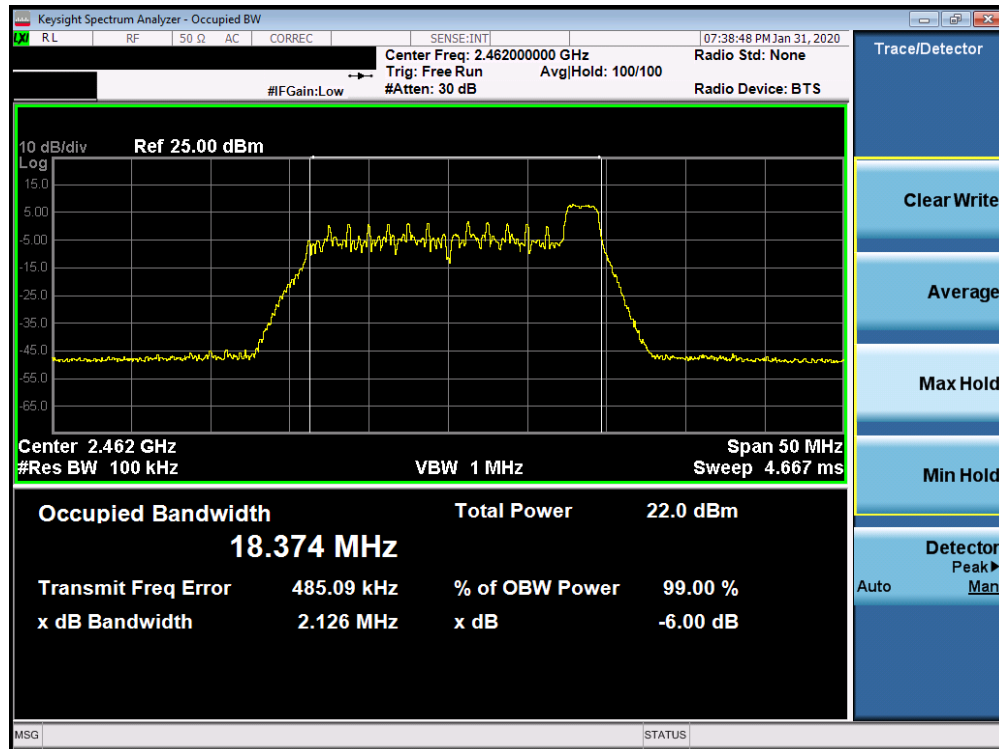 Keysight Spectrum Analyzer - Occupied BW
LXI RL RF 50 Ω AC CORREC SENSE:INT 07:38:48 PM Jan 31, 2020
Center Freq: 2.462000000 GHz Radio Std: None
Trig: Free Run Avg|Hold: 100/100
#IFGain:Low #Atten: 30 dB Radio Device: BTS
10 dB/div Ref 25.00 dBm
Log
15.0
5.00
-5.00
-15.0
-25.0
-35.0
-45.0
-55.0
-65.0
Center 2.462 GHz Span 50 MHz
#Res BW 100 kHz VBW 1 MHz Sweep 4.667 ms
Occupied Bandwidth Total Power 22.0 dBm
18.374 MHz
Transmit Freq Error 485.09 kHz % of OBW Power 99.00 %
x dB Bandwidth 2.126 MHz x dB -6.00 dB
MSG STATUS
Trace/Detector
Clear Write
Average
Max Hold
Min Hold
Detector
Peak
Auto Man